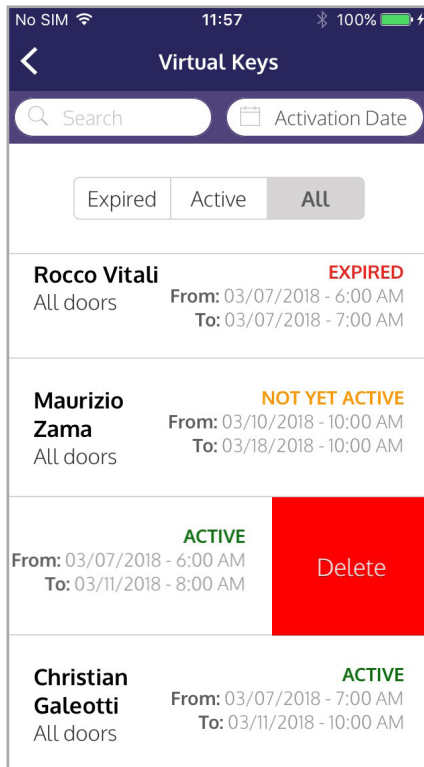 No SIM 11:57 100%
Virtual Keys
Search Activation Date
Expired Active All
Rocco Vitali EXPIRED
All doors From: 03/07/2018 - 6:00 AM
To: 03/07/2018 - 7:00 AM
NOT YET ACTIVE
Maurizio From: 03/10/2018 - 10:00 AM
Zama To: 03/18/2018 - 10:00 AM
All doors
ACTIVE
From: 03/07/2018 - 6:00 AM Delete
To: 03/11/2018 - 8:00 AM
Christian ACTIVE
Galeotti From: 03/07/2018 - 7:00 AM
All doors To: 03/11/2018 - 10:00 AM